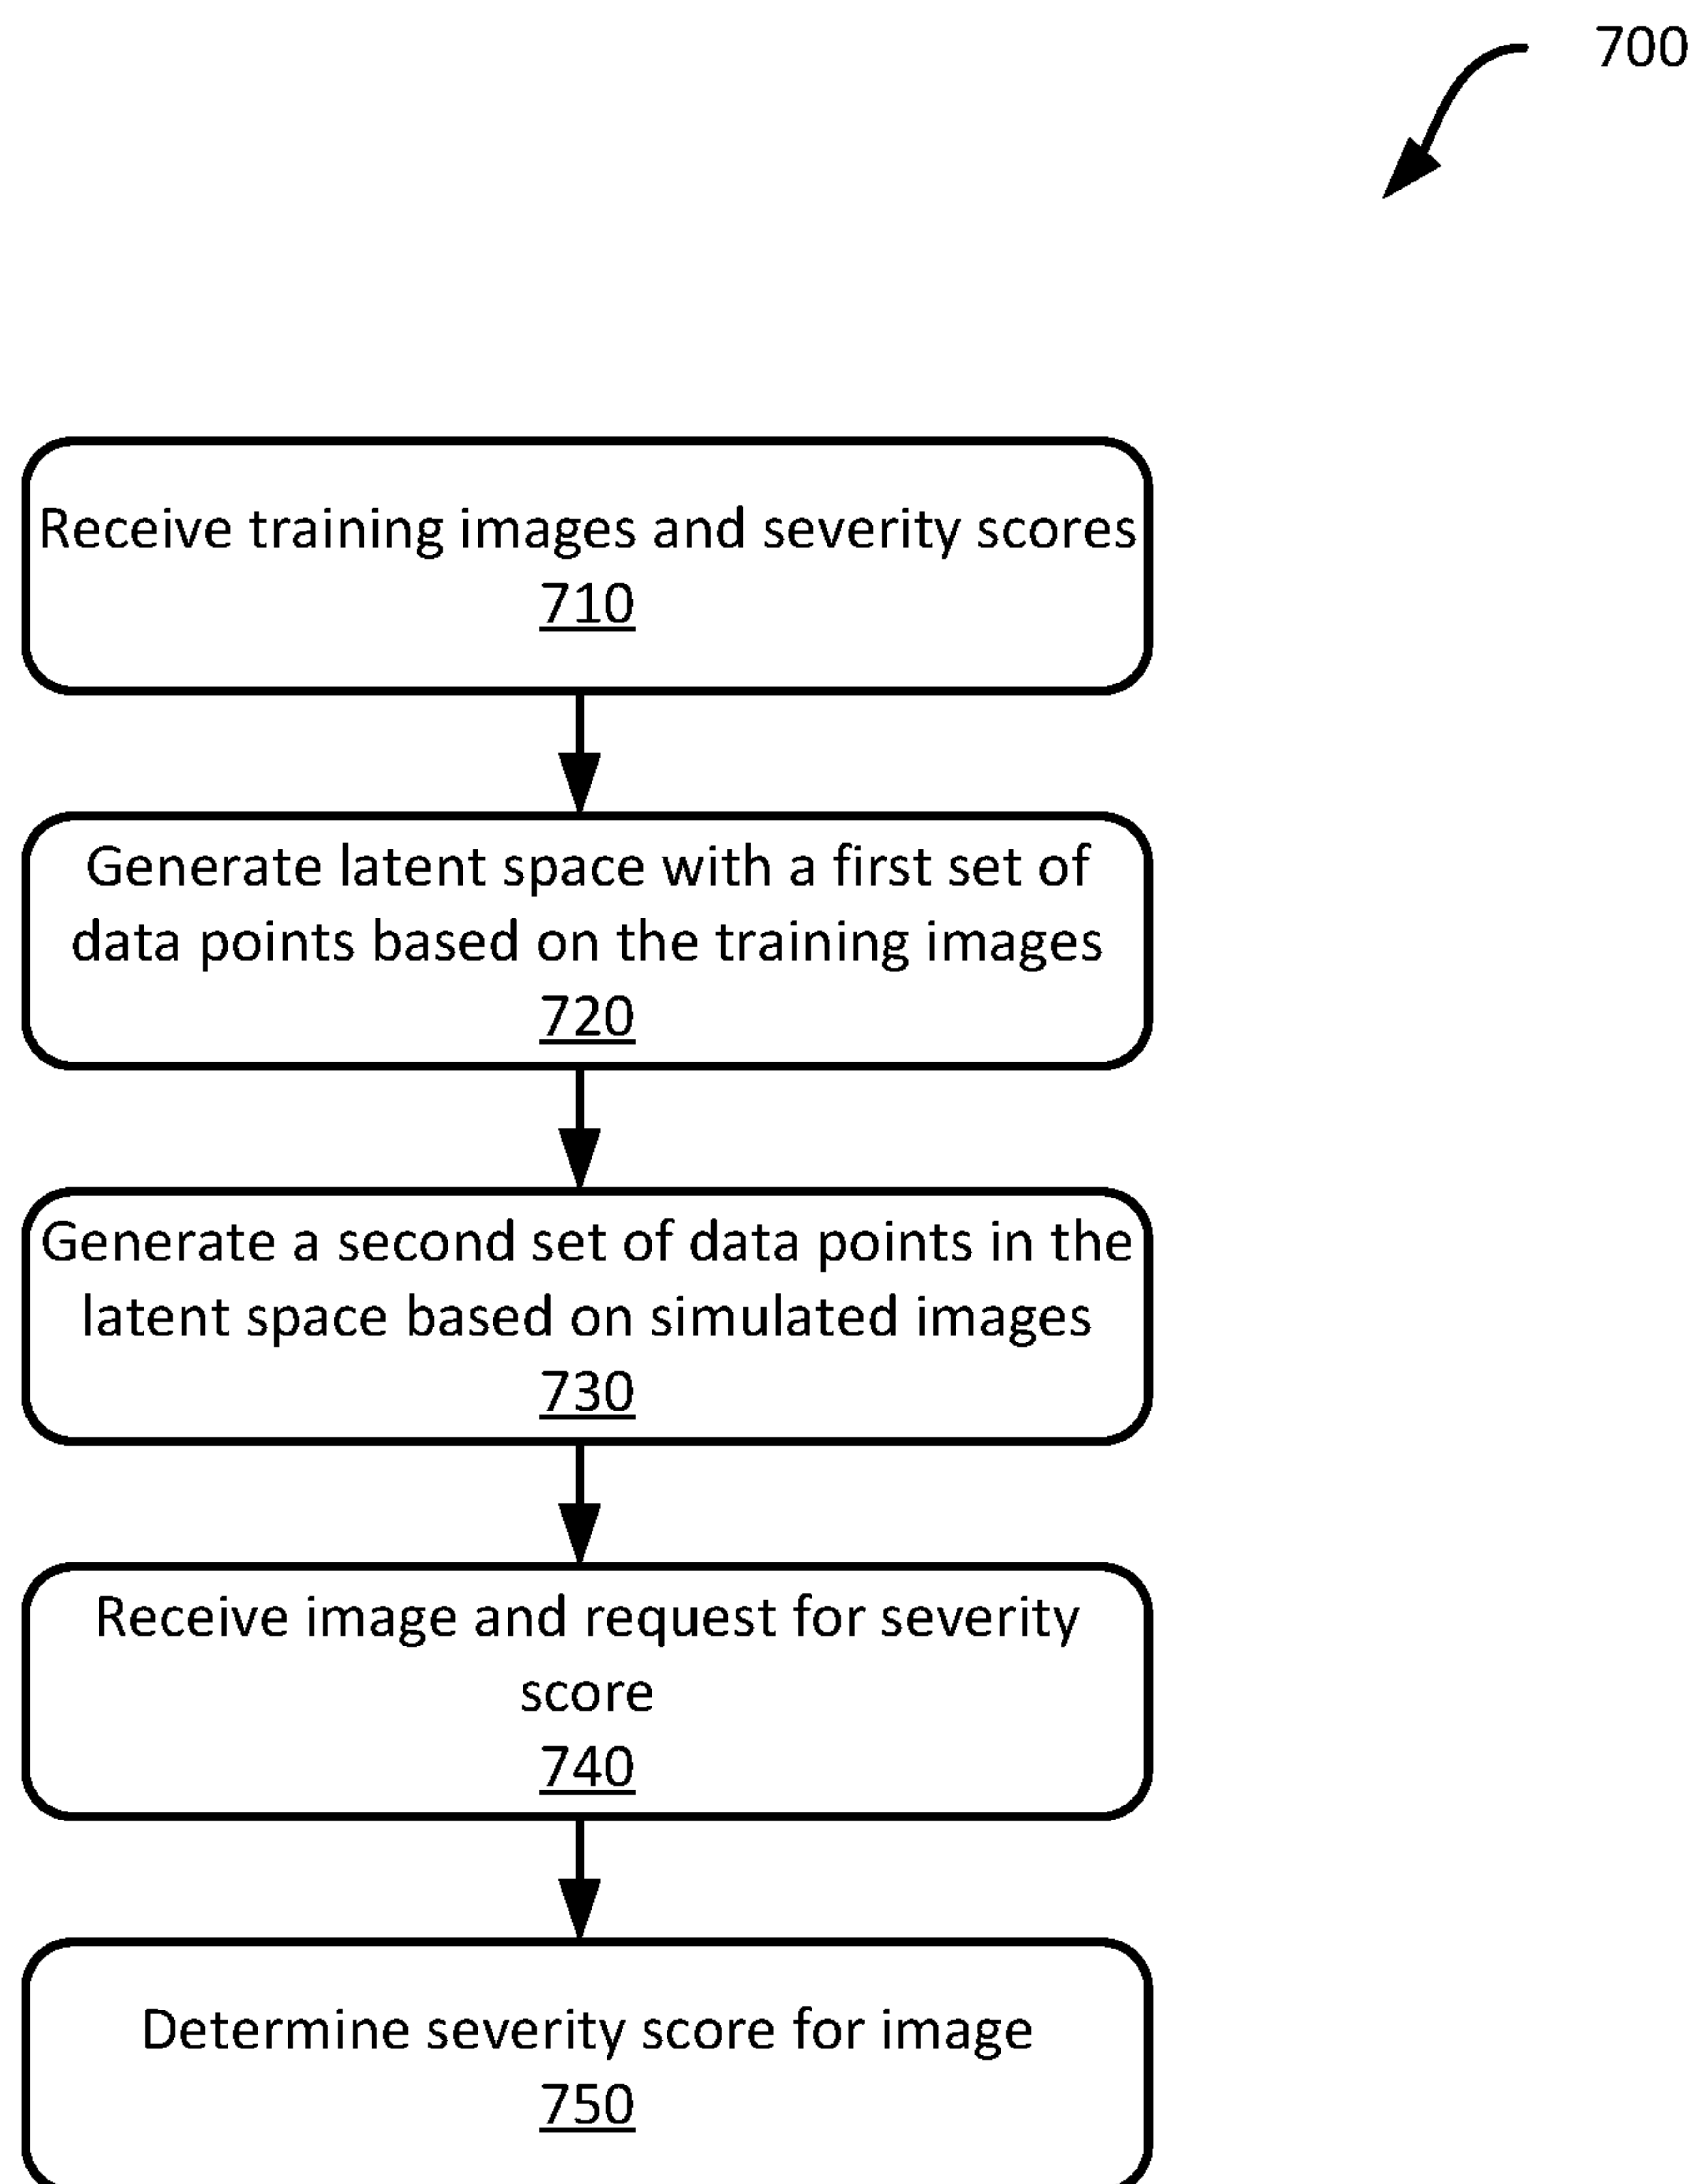 700
Receive training images and severity scores
710
Generate latent space with a first set of
data points based on the training images
720
Generate a second set of data points in the
latent space based on simulated images
730
Receive image and request for severity
score
740
Determine severity score for image
750